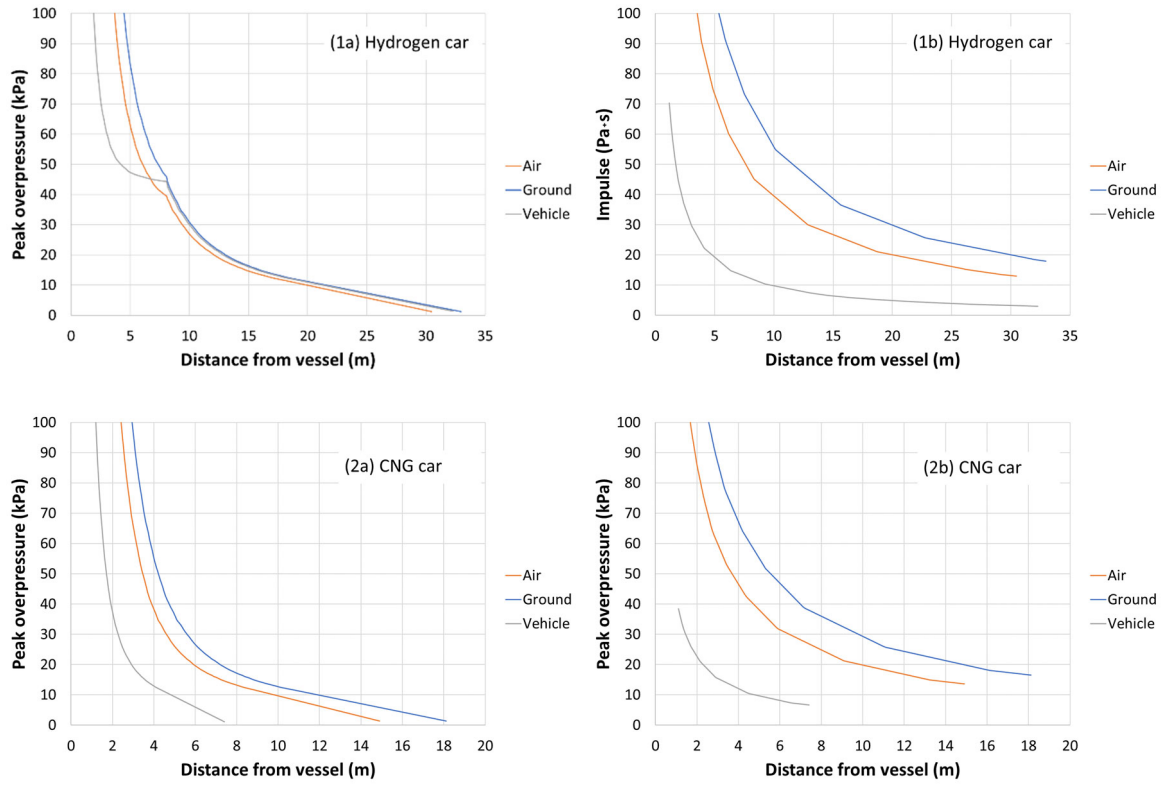 (1a) Hydrogen car
Peak overpressure (kPa)
100
90
80
70
60
50
40
30
20
10
0
0 5 10 15 20 25 30 35
Distance from vessel (m)
Air
Ground
Vehicle
(1b) Hydrogen car
Impulse (Pa·s)
100
90
80
70
60
50
40
30
20
10
0
0 5 10 15 20 25 30 35
Distance from vessel (m)
Air
Ground
Vehicle
(2a) CNG car
Peak overpressure (kPa)
100
90
80
70
60
50
40
30
20
10
0
0 2 4 6 8 10 12 14 16 18 20
Distance from vessel (m)
Air
Ground
Vehicle
(2b) CNG car
Peak overpressure (kPa)
100
90
80
70
60
50
40
30
20
10
0
0 2 4 6 8 10 12 14 16 18 20
Distance from vessel (m)
Air
Ground
Vehicle